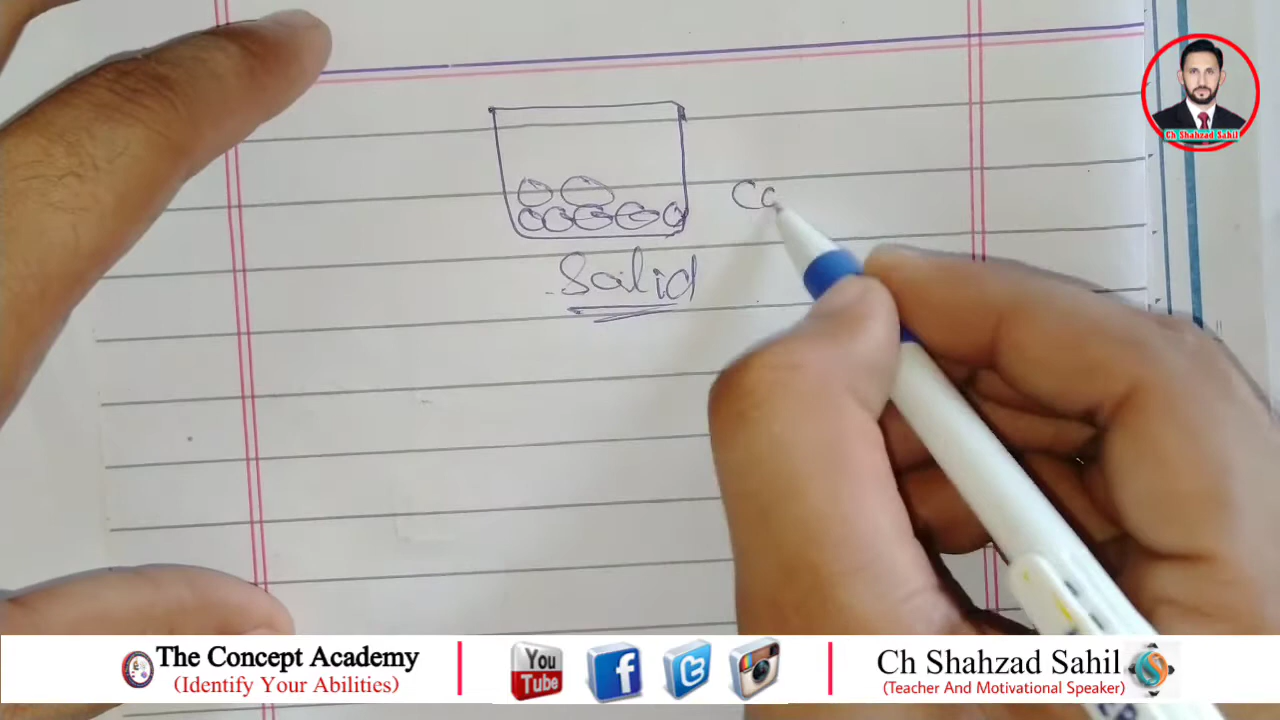 Ch Shahzad Sahil
Co
Solid
The Concept Academy
(Identify Your Abilities)
You
Tube
Ch Shahzad Sahil
(Teacher And Motivational Speaker)